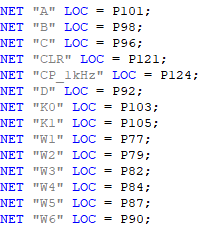 NET "A" LOC = P101;
NET "B" LOC = P98;
NET "C" LOC = P96;
NET "CLR" LOC = P121;
NET "CP_1kHz" LOC = P124;
NET "D" LOC = P92;
NET "K0" LOC = P103;
NET "K1" LOC = P105;
NET "W1" LOC = P77;
NET "W2" LOC = P79;
NET "W3" LOC = P82;
NET "W4" LOC = P84;
NET "W5" LOC = P87;
NET "W6" LOC = P90;